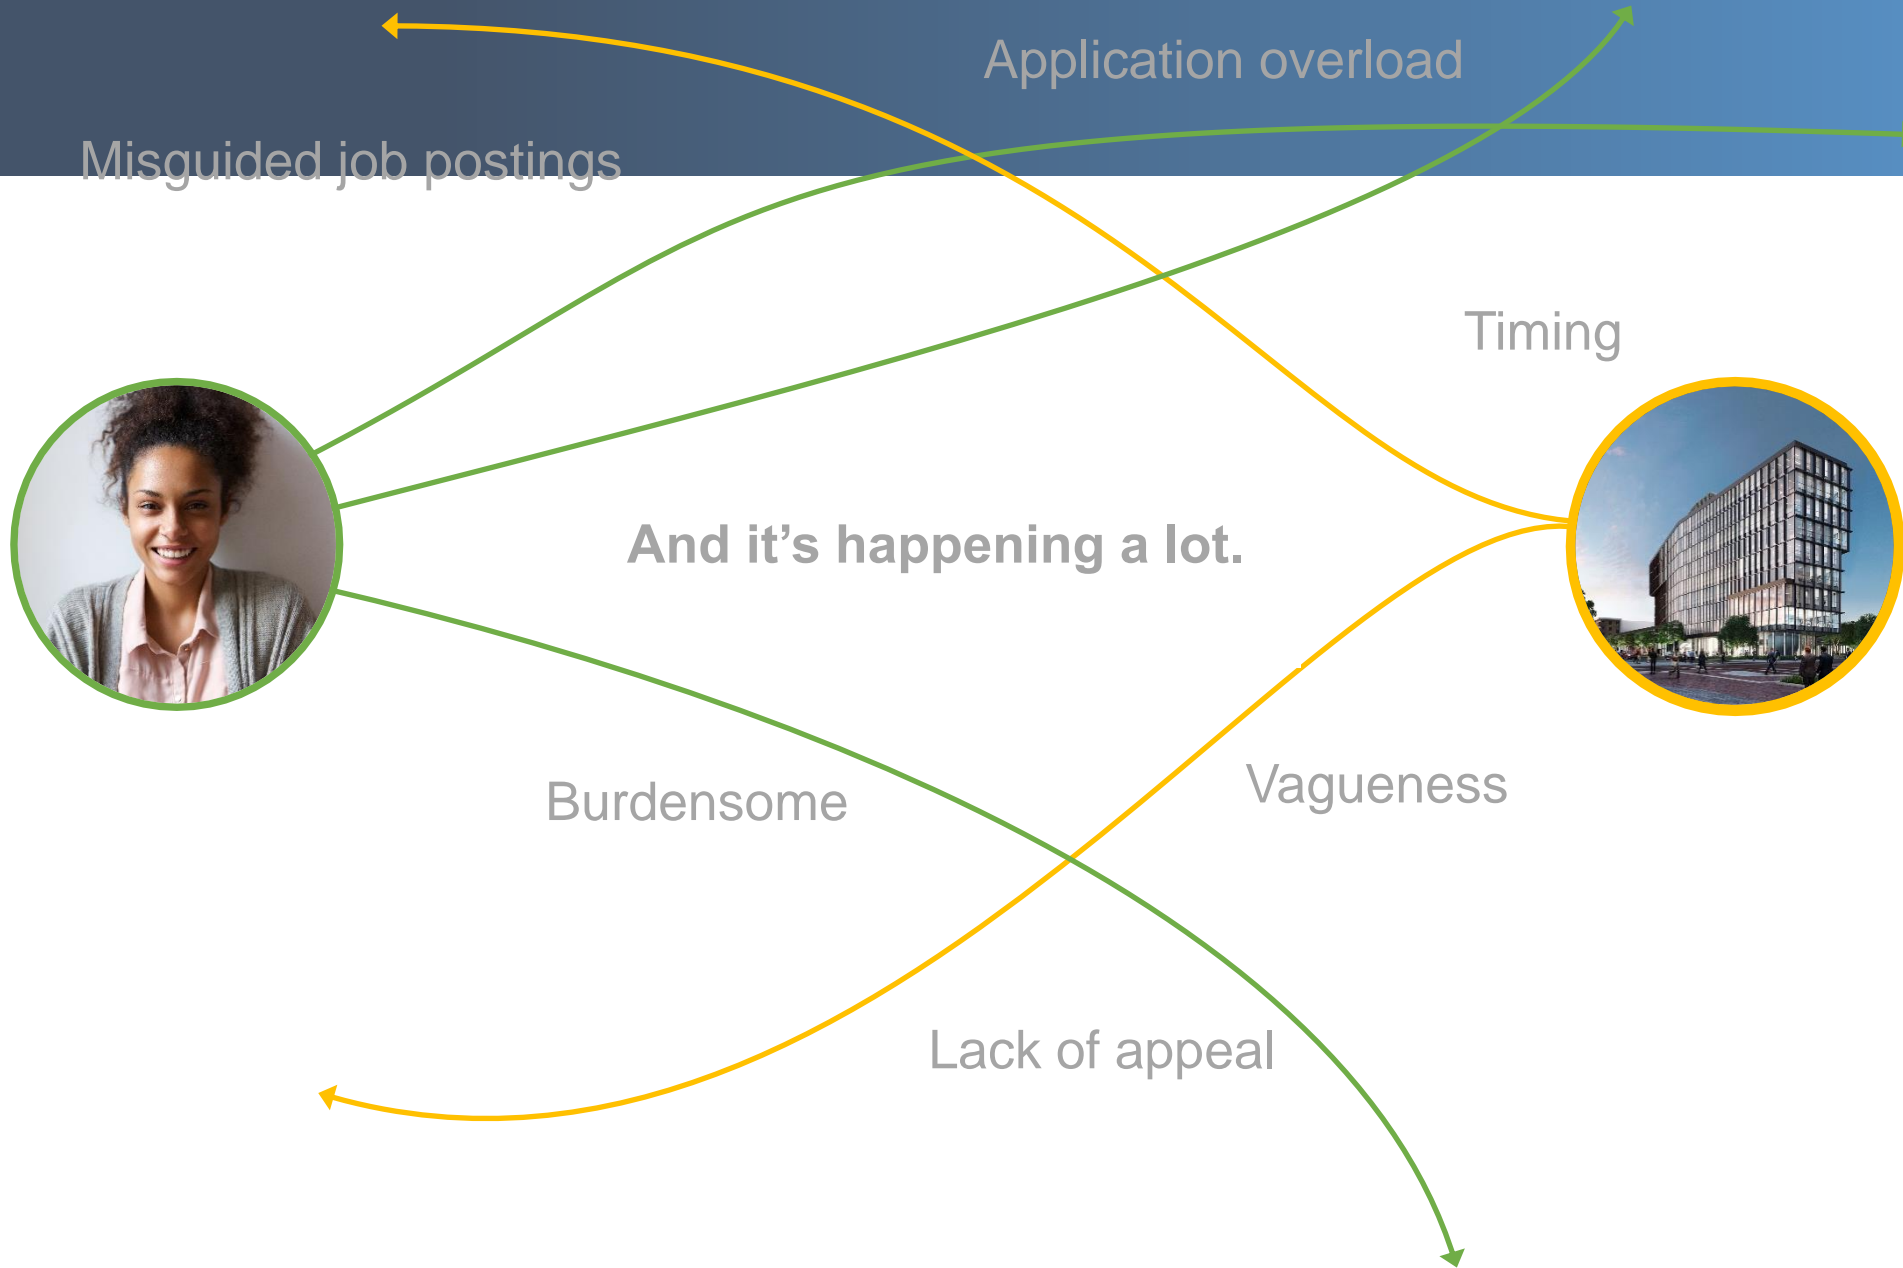 Application overload
Misguided job postings
Timing
And it’s happening a lot.
Burdensome
Vagueness
Lack of appeal